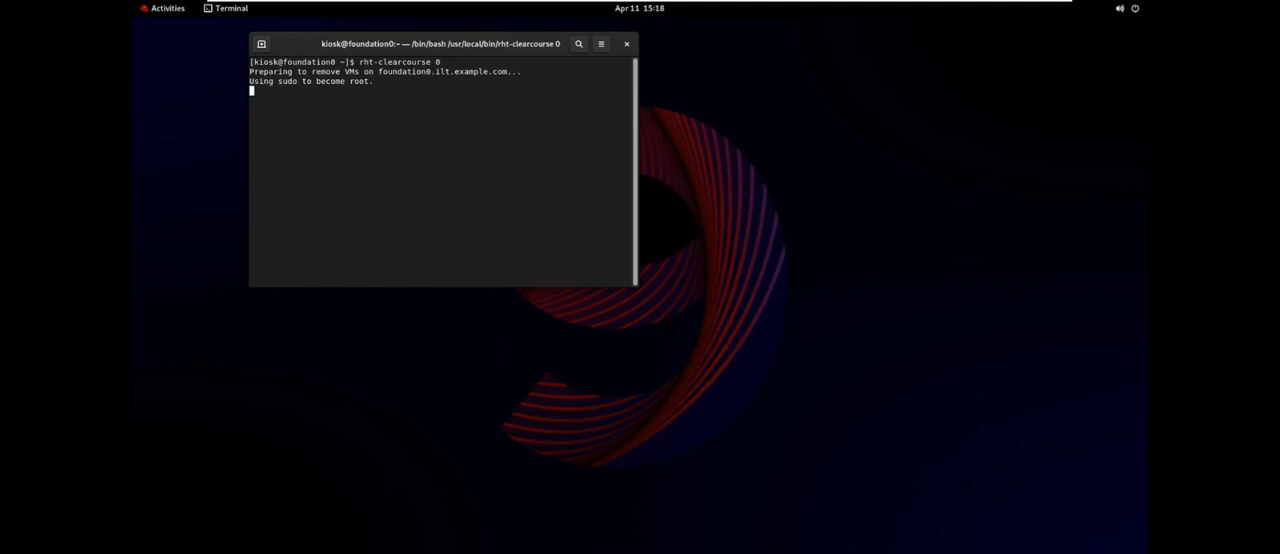 Activities Terminal Apr 11 15:18
kiosk@foundation0:~ — /bin/bash /usr/local/bin/rht-clearcourse 0
[kiosk@foundation0 ~]$ rht-clearcourse 0
Preparing to remove VMs on foundation0.ilt.example.com...
Using sudo to become root.